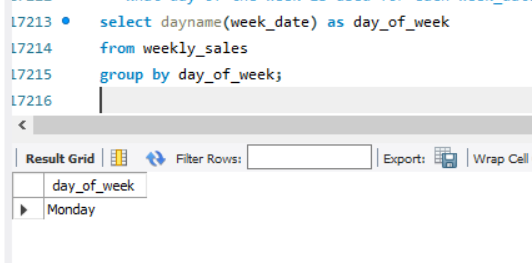 17213 select dayname(week_date) as day_of_week
17214 from weekly_sales
17215 group by day_of_week;
17216
<
Result Grid Filter Rows: Export: Wrap Cell
day_of_week
Monday